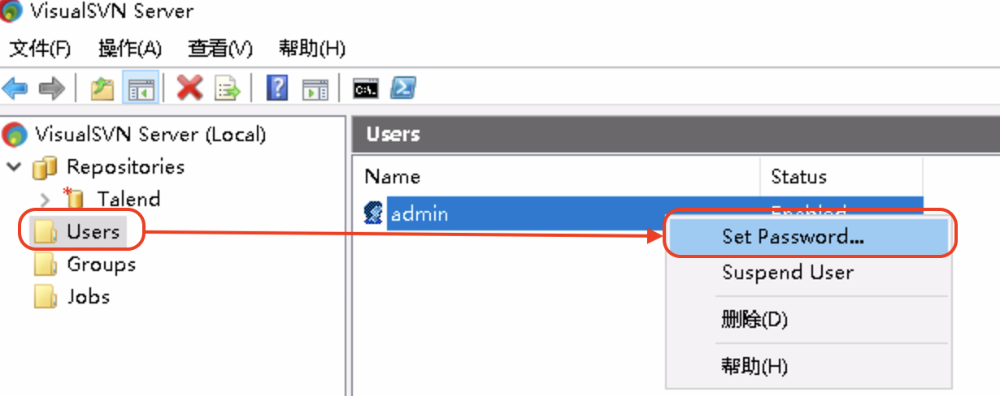 VisualSVN Server
文件(F) 操作(A) 查看(V) 帮助(H)
VisualSVN Server (Local)
Repositories
Talend
Users
Groups
Jobs
Users
Name Status
admin Enabled
Set Password...
Suspend User
删除(D)
帮助(H)